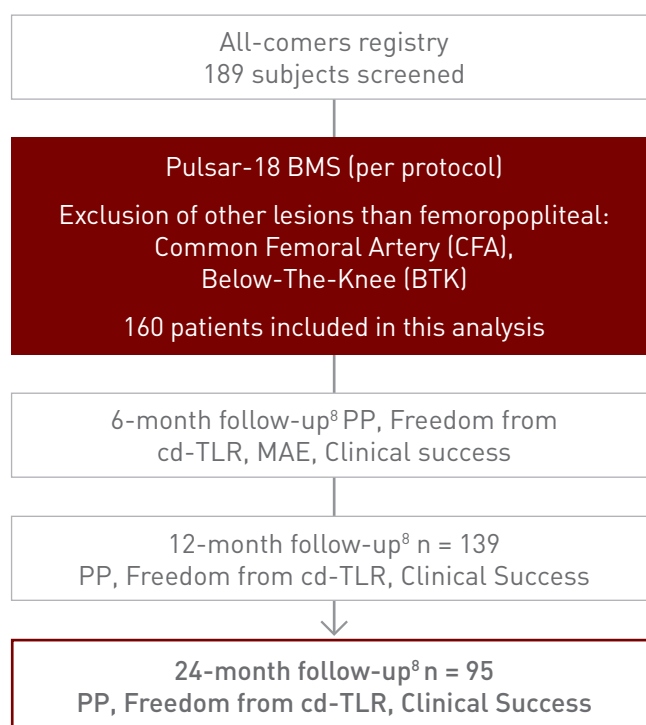 All-comers registry
189 subjects screened
Pulsar-18 BMS (per protocol)
Exclusion of other lesions than femoropopliteal:
Common Femoral Artery (CFA),
Below-The-Knee (BTK)
160 patients included in this analysis
6-month follow-up⁸ PP, Freedom from
cd-TLR, MAE, Clinical success
12-month follow-up⁸ n = 139
PP, Freedom from cd-TLR, Clinical Success
24-month follow-up⁸ n = 95
PP, Freedom from cd-TLR, Clinical Success